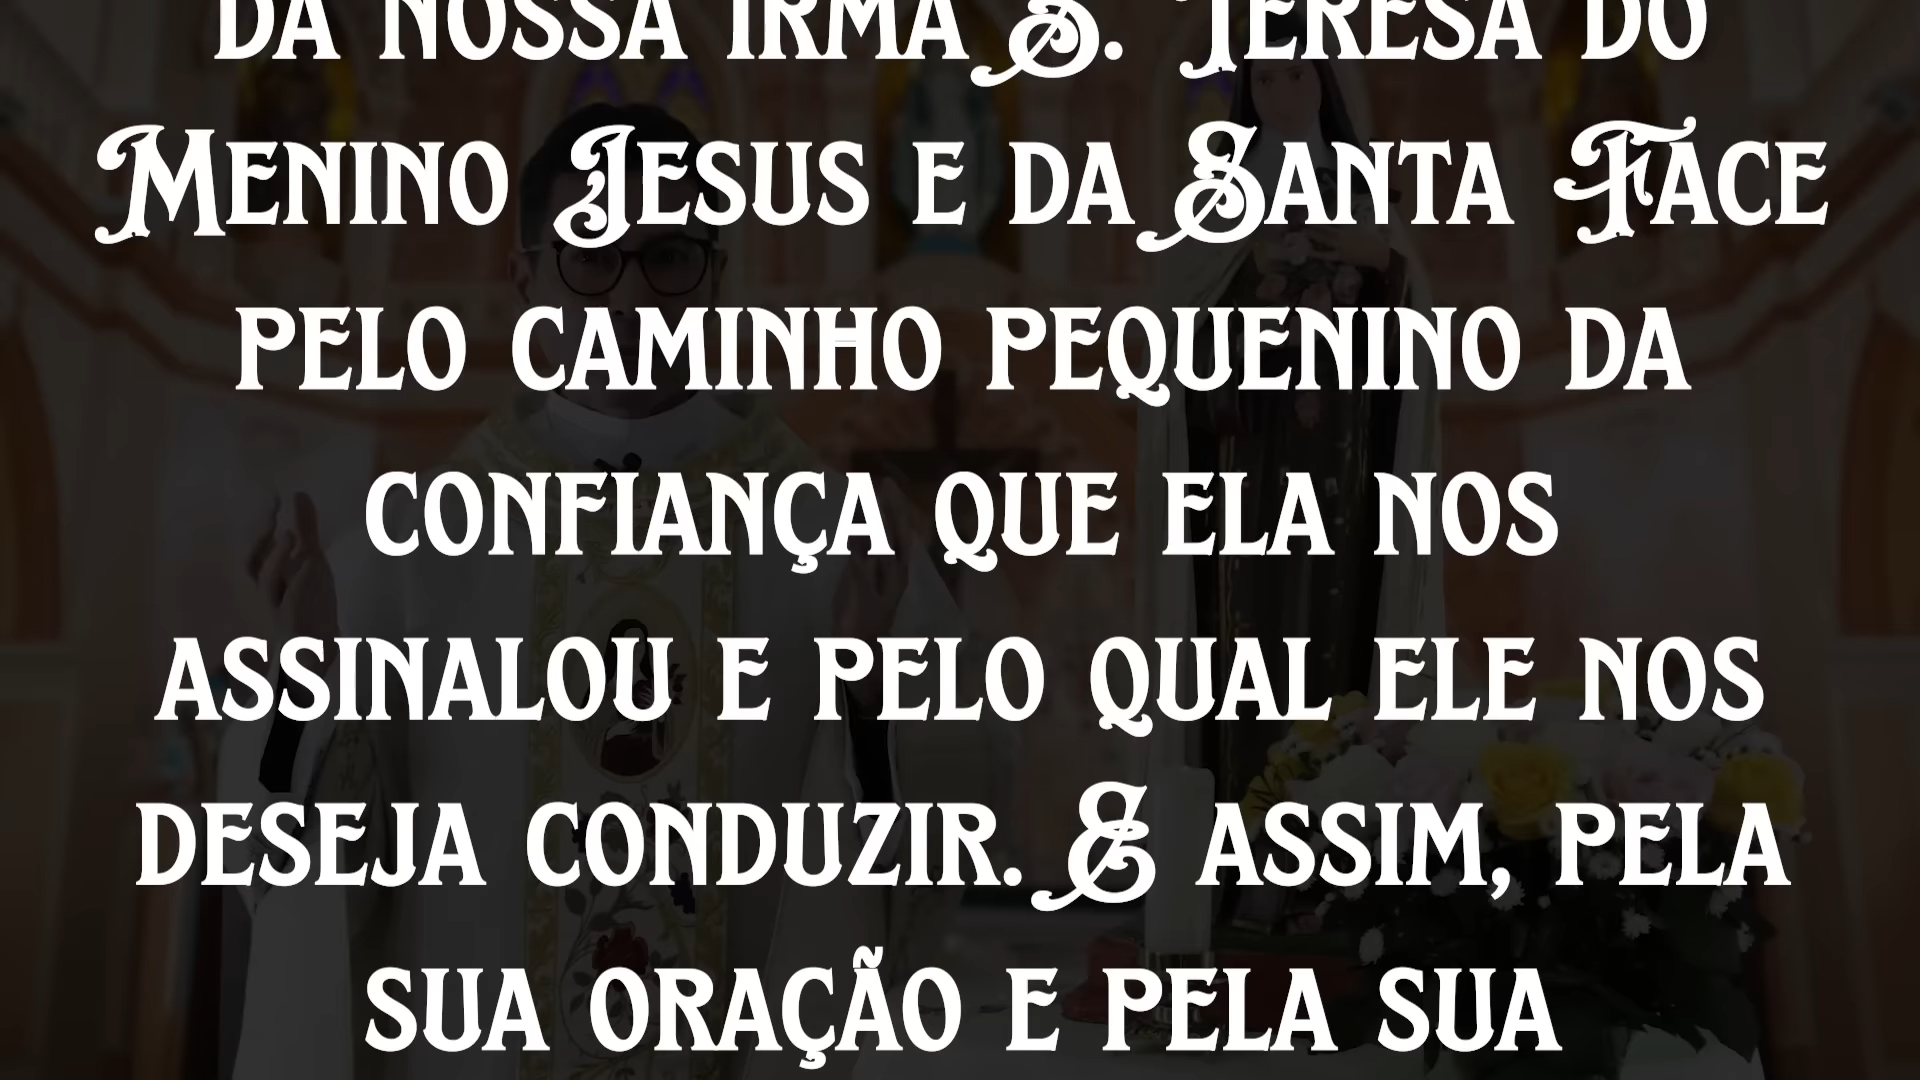 da nossa irmã S. Teresa do
Menino Jesus e da Santa Face
pelo caminho pequenino da
confiança que ela nos
assinalou e pelo qual ele nos
deseja conduzir. E assim, pela
sua oração e pela sua